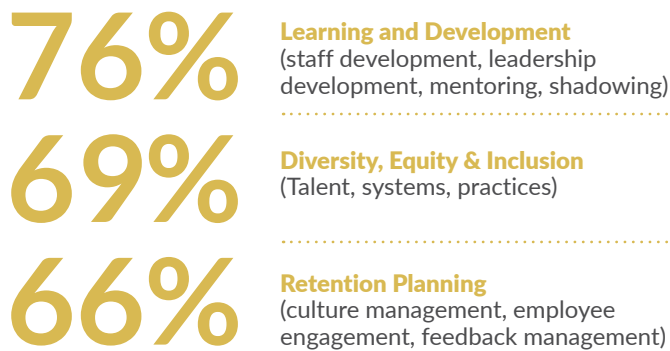 76%
Learning and Development
(staff development, leadership
development, mentoring, shadowing)
69%
Diversity, Equity & Inclusion
(Talent, systems, practices)
66%
Retention Planning
(culture management, employee
engagement, feedback management)